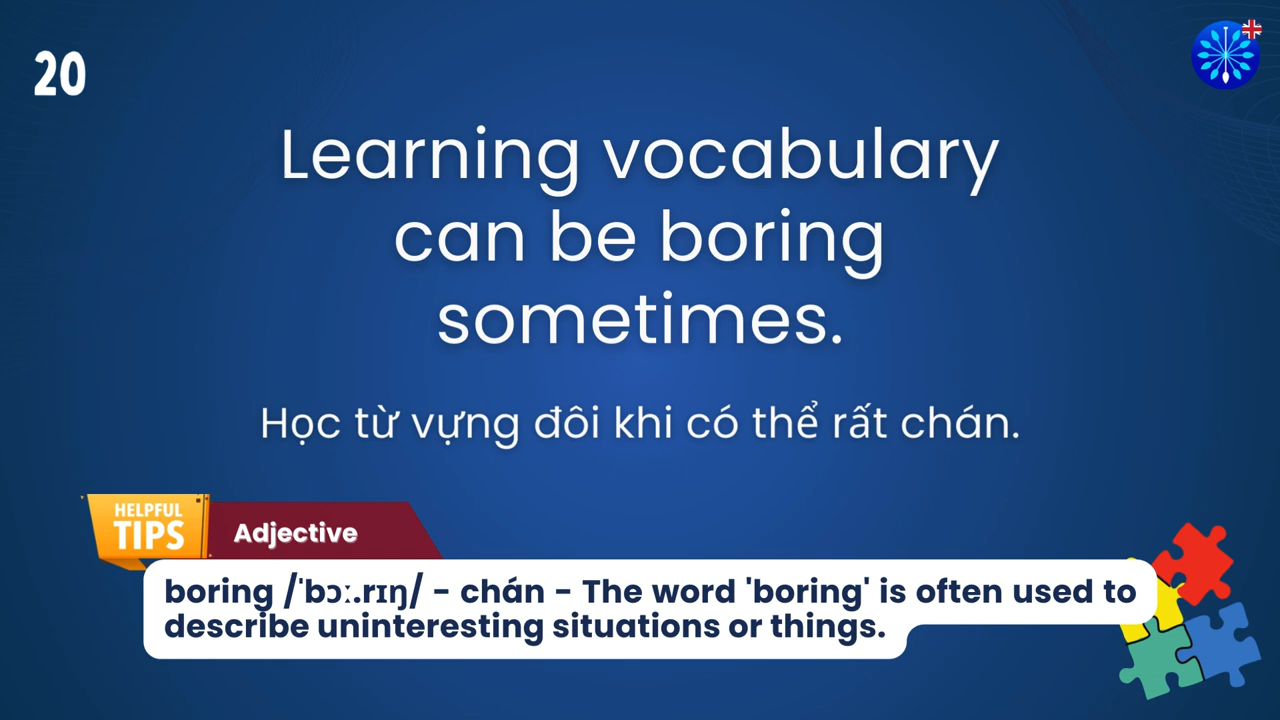 20
Learning vocabulary
can be boring
sometimes.
Học từ vựng đôi khi có thể rất chán.
HELPFUL
TIPS
Adjective
boring /ˈbɔː.rɪŋ/ - chán - The word 'boring' is often used to
describe uninteresting situations or things.